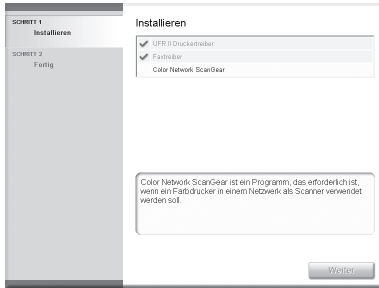 SCHRITT 1
Installieren
SCHRITT 2
Fertig
Installieren
UFR II Druckertreiber
Faxtreiber
Color Network ScanGear
Color Network ScanGear ist ein Programm, das erforderlich ist,
wenn ein Farbdrucker in einem Netzwerk als Scanner verwendet
werden soll.
Weiter